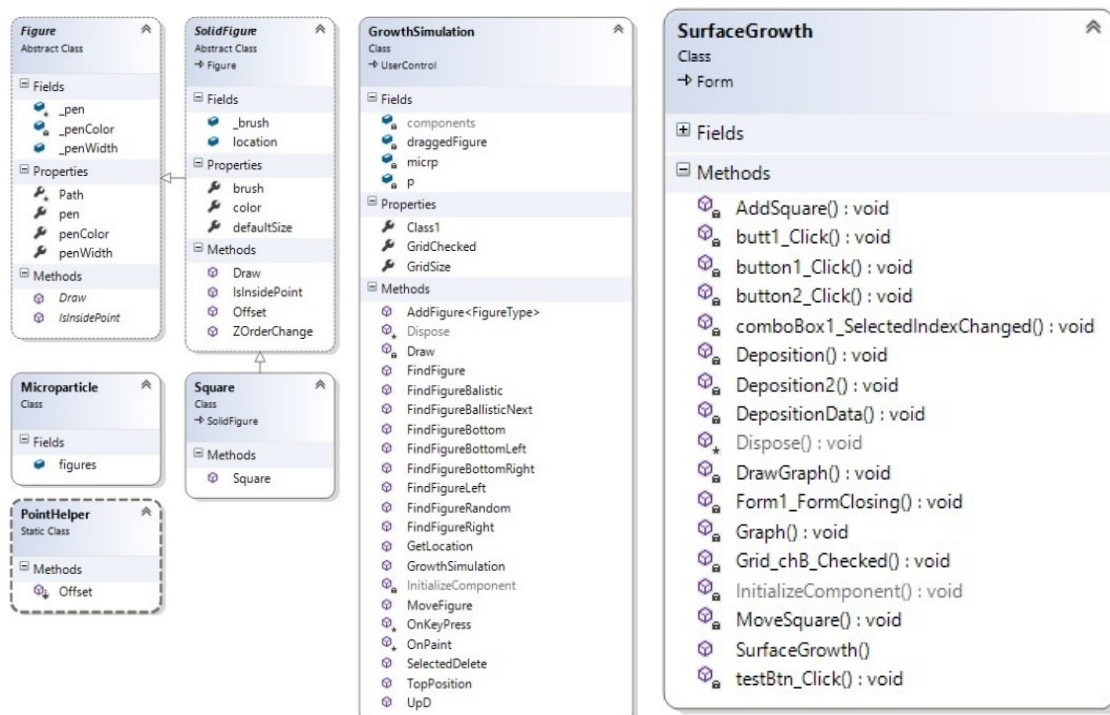 Figure
Abstract Class
Fields
_pen
_penColor
_penWidth
Properties
Path
pen
penColor
penWidth
Methods
Draw
IsInsidePoint
SolidFigure
Abstract Class
Figure
Fields
_brush
location
Properties
brush
color
defaultSize
Methods
Draw
IsInsidePoint
Offset
ZOrderChange
Microparticle
Class
Fields
figures
Square
Class
SolidFigure
Methods
Square
PointHelper
Static Class
Methods
Offset
GrowthSimulation
Class
UserControl
Fields
components
draggedFigure
micrp
p
Properties
Class1
GridChecked
GridSize
Methods
AddFigure<FigureType>
Dispose
Draw
FindFigure
FindFigureBalistic
FindFigureBallisticNext
FindFigureBottom
FindFigureBottomLeft
FindFigureBottomRight
FindFigureLeft
FindFigureRandom
FindFigureRight
GetLocation
GrowthSimulation
InitializeComponent
MoveFigure
OnKeyPress
OnPaint
SelectedDelete
TopPosition
UpD
SurfaceGrowth
Class
Form
Fields
Methods
AddSquare() : void
butt1_Click() : void
button1_Click() : void
button2_Click() : void
comboBox1_SelectedIndexChanged() : void
Deposition() : void
Deposition2() : void
DepositionData() : void
Dispose() : void
DrawGraph() : void
Form1_FormClosing() : void
Graph() : void
Grid_chB_Checked() : void
InitializeComponent() : void
MoveSquare() : void
SurfaceGrowth()
testBtn_Click() : void